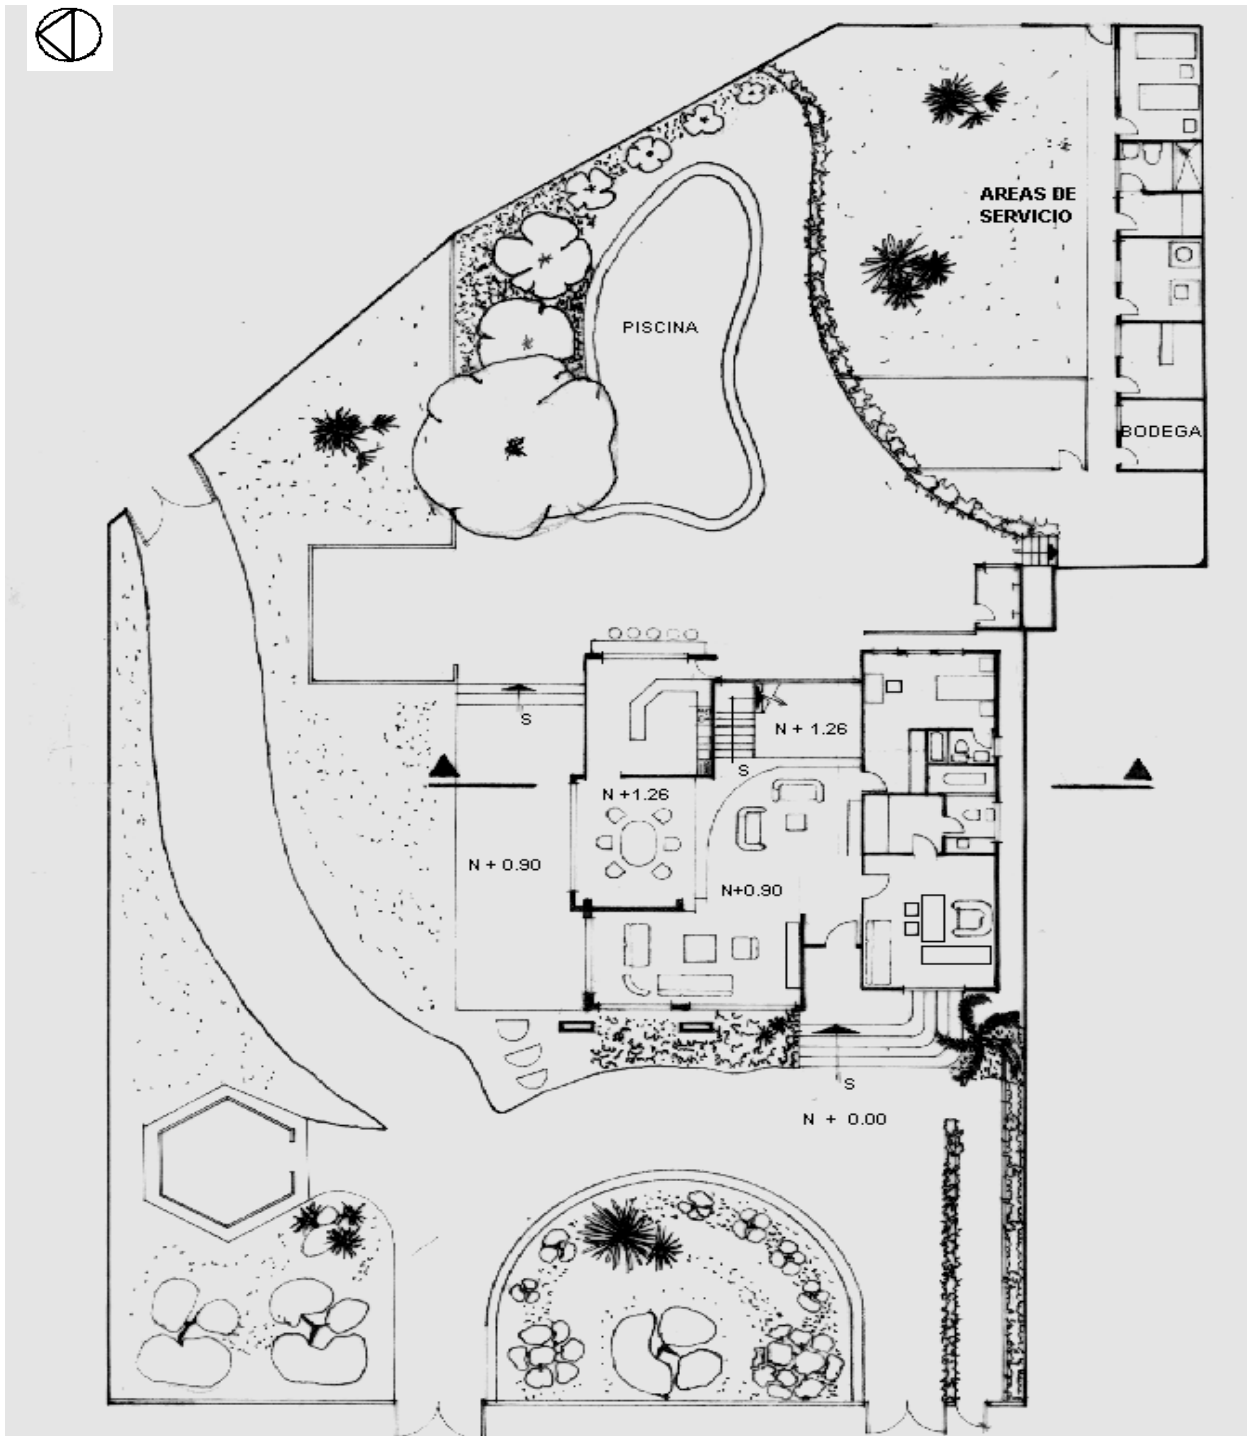 AREAS DE
SERVICIO
PISCINA
BODEGA
S
N + 1.26
S
N +1.26
N + 0.90
N+0.90
S
N + 0.00